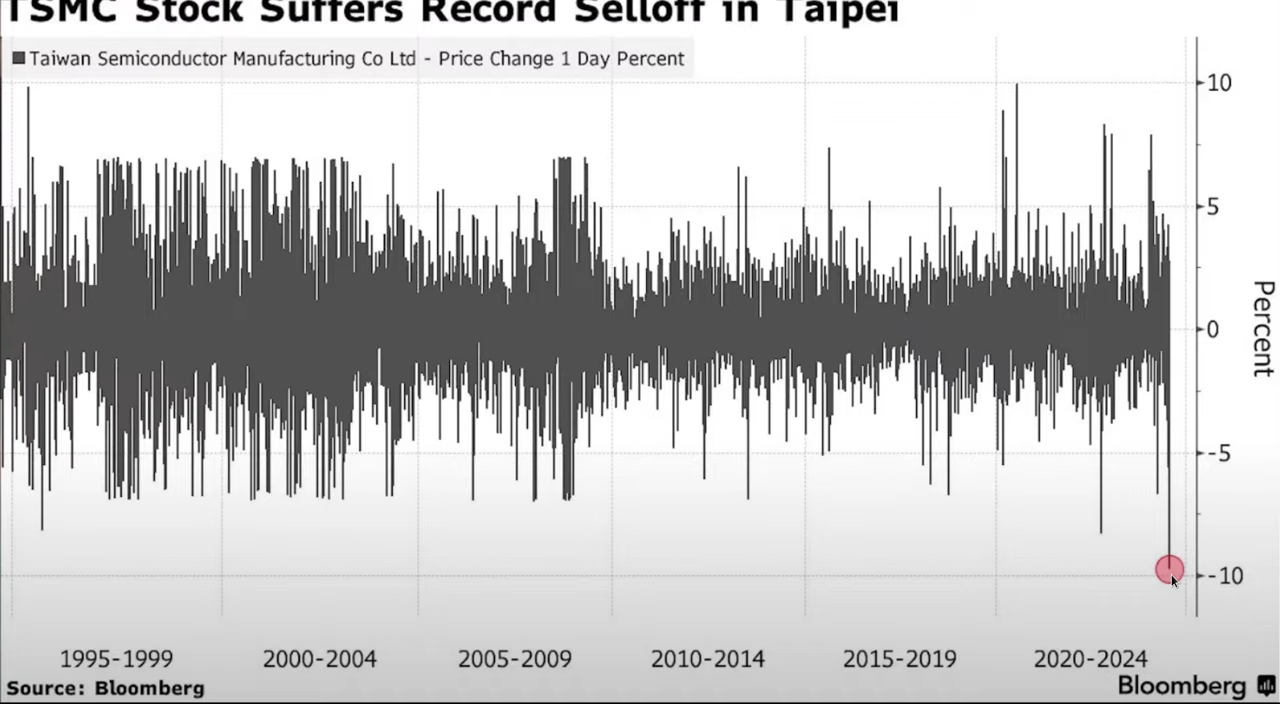 TSMC Stock Suffers Record Selloff in Taipei
Taiwan Semiconductor Manufacturing Co Ltd - Price Change 1 Day Percent
10
5
0
-5
-10
Percent
1995-1999 2000-2004 2005-2009 2010-2014 2015-2019 2020-2024
Source: Bloomberg
Bloomberg